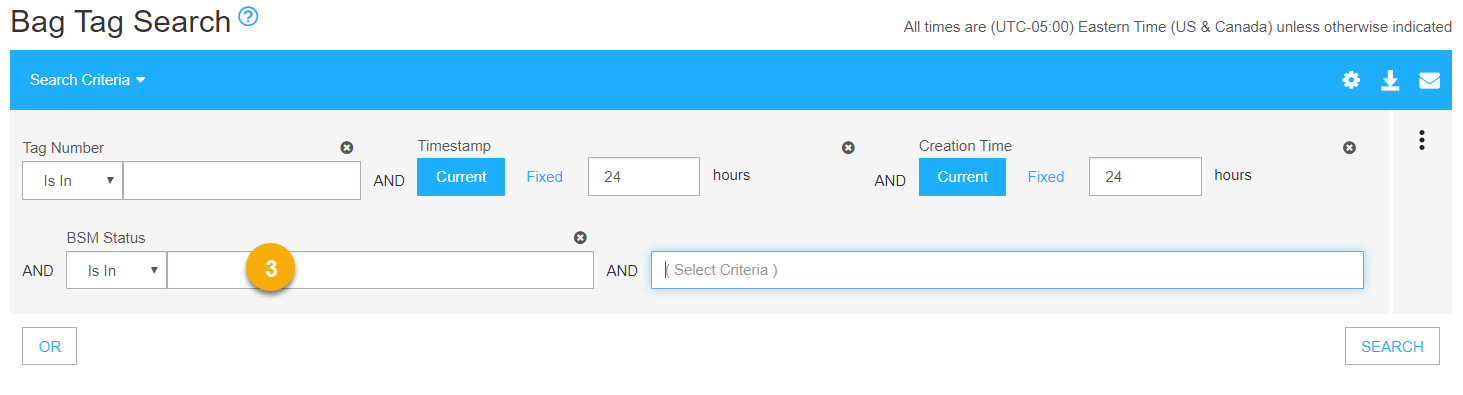 Bag Tag Search ?
All times are (UTC-05:00) Eastern Time (US & Canada) unless otherwise indicated
Search Criteria
Tag Number
Timestamp
Creation Time
Is In
AND
Current
Fixed
24
hours
AND
Current
Fixed
24
hours
BSM Status
AND
Is In
3
AND
( Select Criteria )
OR
SEARCH